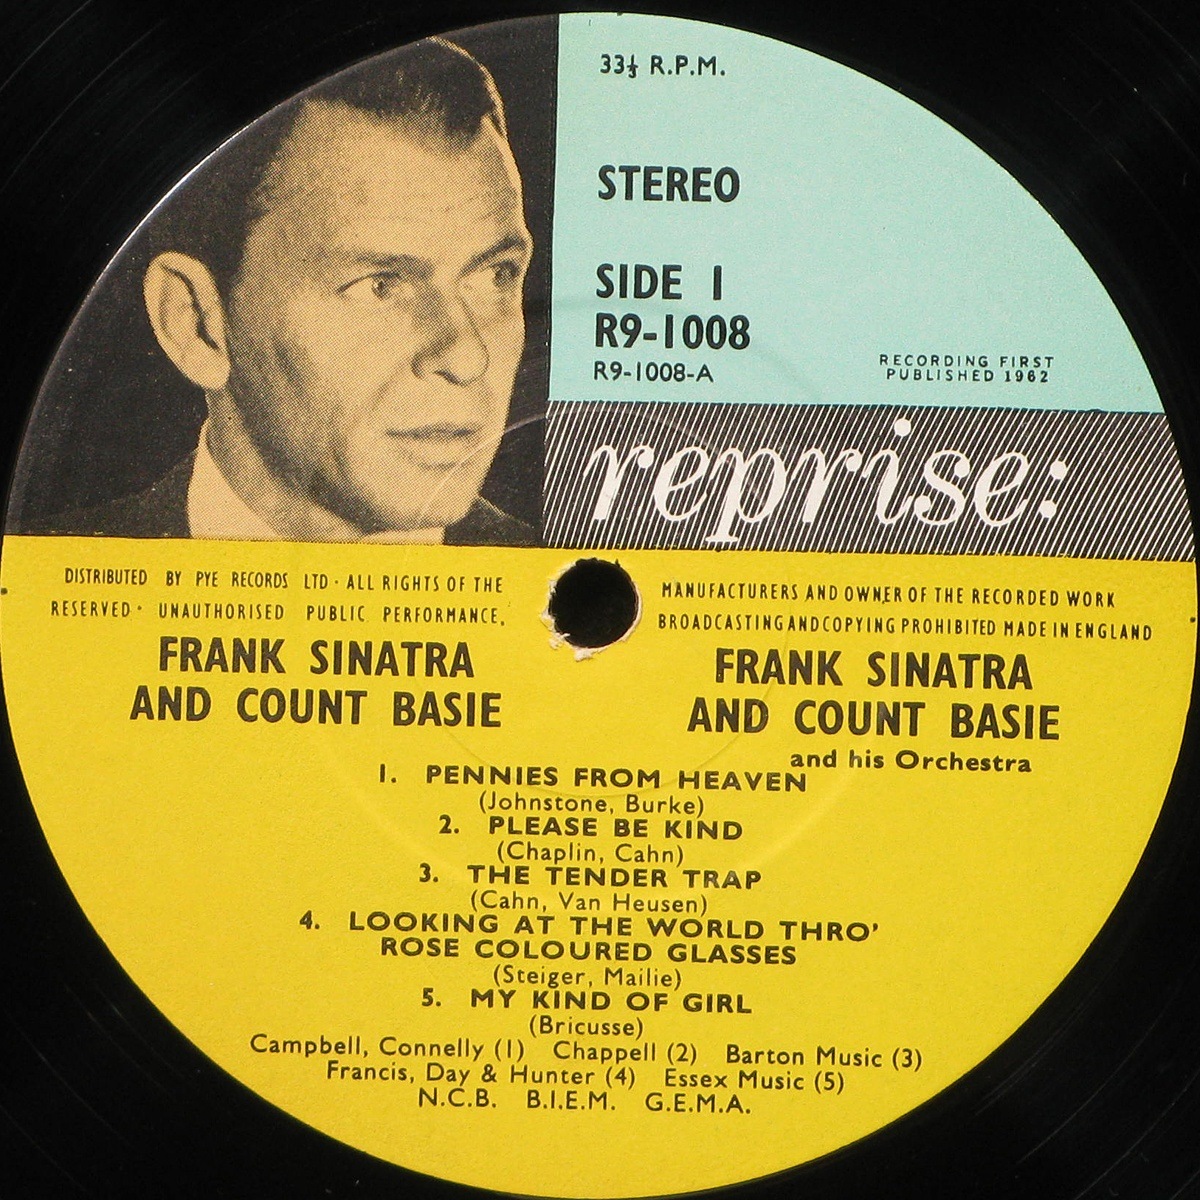 33⅓ R.P.M.
STEREO
SIDE 1
R9-1008
R9-1008-A
RECORDING FIRST
PUBLISHED 1962
reprise:
DISTRIBUTED BY PYE RECORDS LTD · ALL RIGHTS OF THE
RESERVED · UNAUTHORISED PUBLIC PERFORMANCE,
MANUFACTURERS AND OWNER OF THE RECORDED WORK
BROADCASTING AND COPYING PROHIBITED MADE IN ENGLAND
FRANK SINATRA
AND COUNT BASIE
FRANK SINATRA
AND COUNT BASIE
and his Orchestra
1. PENNIES FROM HEAVEN
(Johnstone, Burke)
2. PLEASE BE KIND
(Chaplin, Cahn)
3. THE TENDER TRAP
(Cahn, Van Heusen)
4. LOOKING AT THE WORLD THRO'
ROSE COLOURED GLASSES
(Steiger, Mailie)
5. MY KIND OF GIRL
(Bricusse)
Campbell, Connelly (1) Chappell (2) Barton Music (3)
Francis, Day & Hunter (4) Essex Music (5)
N.C.B. B.I.E.M. G.E.M.A.